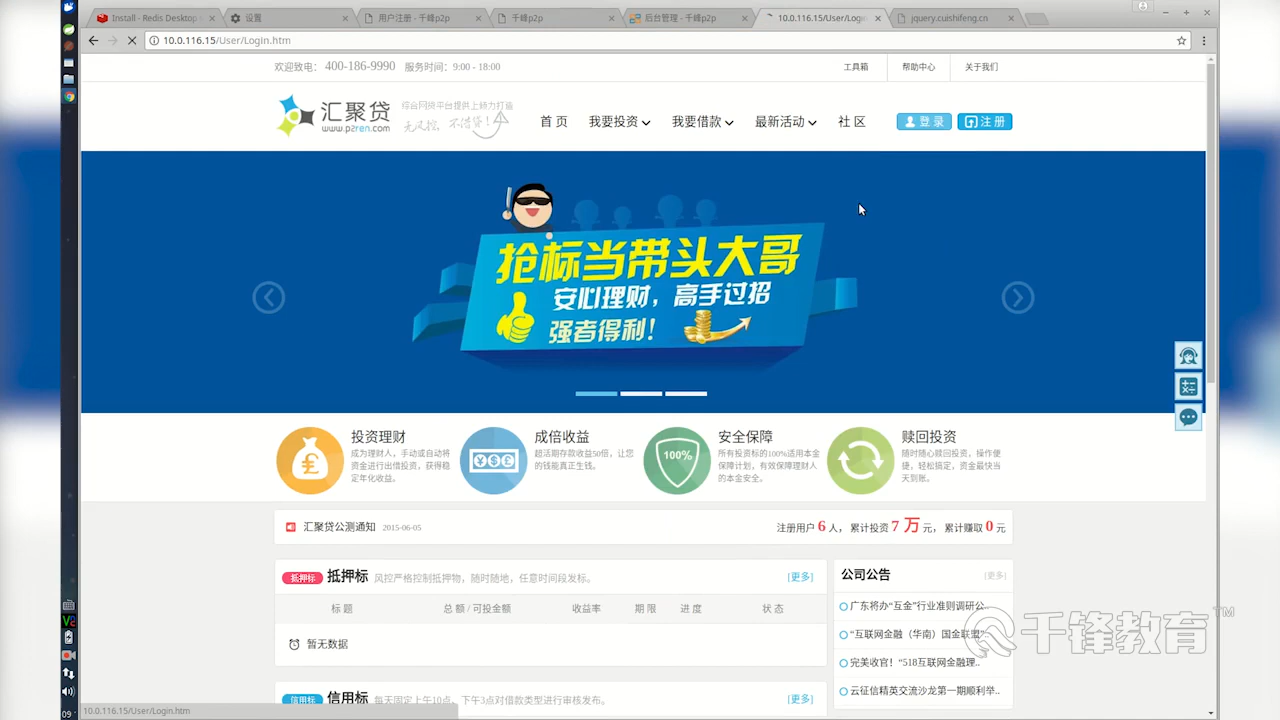 Install - Redis Desktop
设置
用户注册 - 千峰p2p
千峰p2p
后台管理 - 千峰p2p
10.0.116.15/User/Logi
jquery.cuishifeng.cn
10.0.116.15/User/LogIn.htm
欢迎致电： 400-186-9990 服务时间：9:00 - 18:00
工具箱
帮助中心
关于我们
汇聚贷
www.p2ren.com
首 页
我要投资
我要借款
最新活动
社 区
登 录
注 册
抢标当带头大哥
安心理财，高手过招
强者得利！
投资理财
成为理财人，手动或自动将
资金进行出借投资，获得稳
定年化收益。
成倍收益
超活期存款收益50倍，让您
的钱能真正生钱。
100%
安全保障
所有投资标的100%适用本金
保障计划，有效保障理财人
的本金安全。
赎回投资
随时随心赎回投资，操作便
捷，轻松搞定，资金最快当
天到账。
汇聚贷公测通知 2015-06-05
注册用户 6 人， 累计投资 7 万 元， 累计赚取 0 元
抵押标 抵押标 风控严格控制抵押物，随时随地，任意时间段发标。 [更多]
标 题 总 额 / 可投金额 收益率 期 限 进 度 状 态
暂无数据
信用标 信用标 每天固定上午10点，下午3点对借款类型进行审核发布。 [更多]
公司公告 [更多]
广东将办“互金”行业准则调研公..
“互联网金融（华南）国金联盟”
完美收官！“518互联网金融理..
云征信精英交流沙龙第一期顺利举..
千锋教育 TM
10.0.116.15/User/Login.htm
09